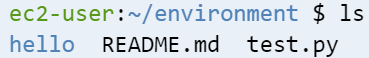 ec2-user:~/environment $ ls
hello  README.md  test.py